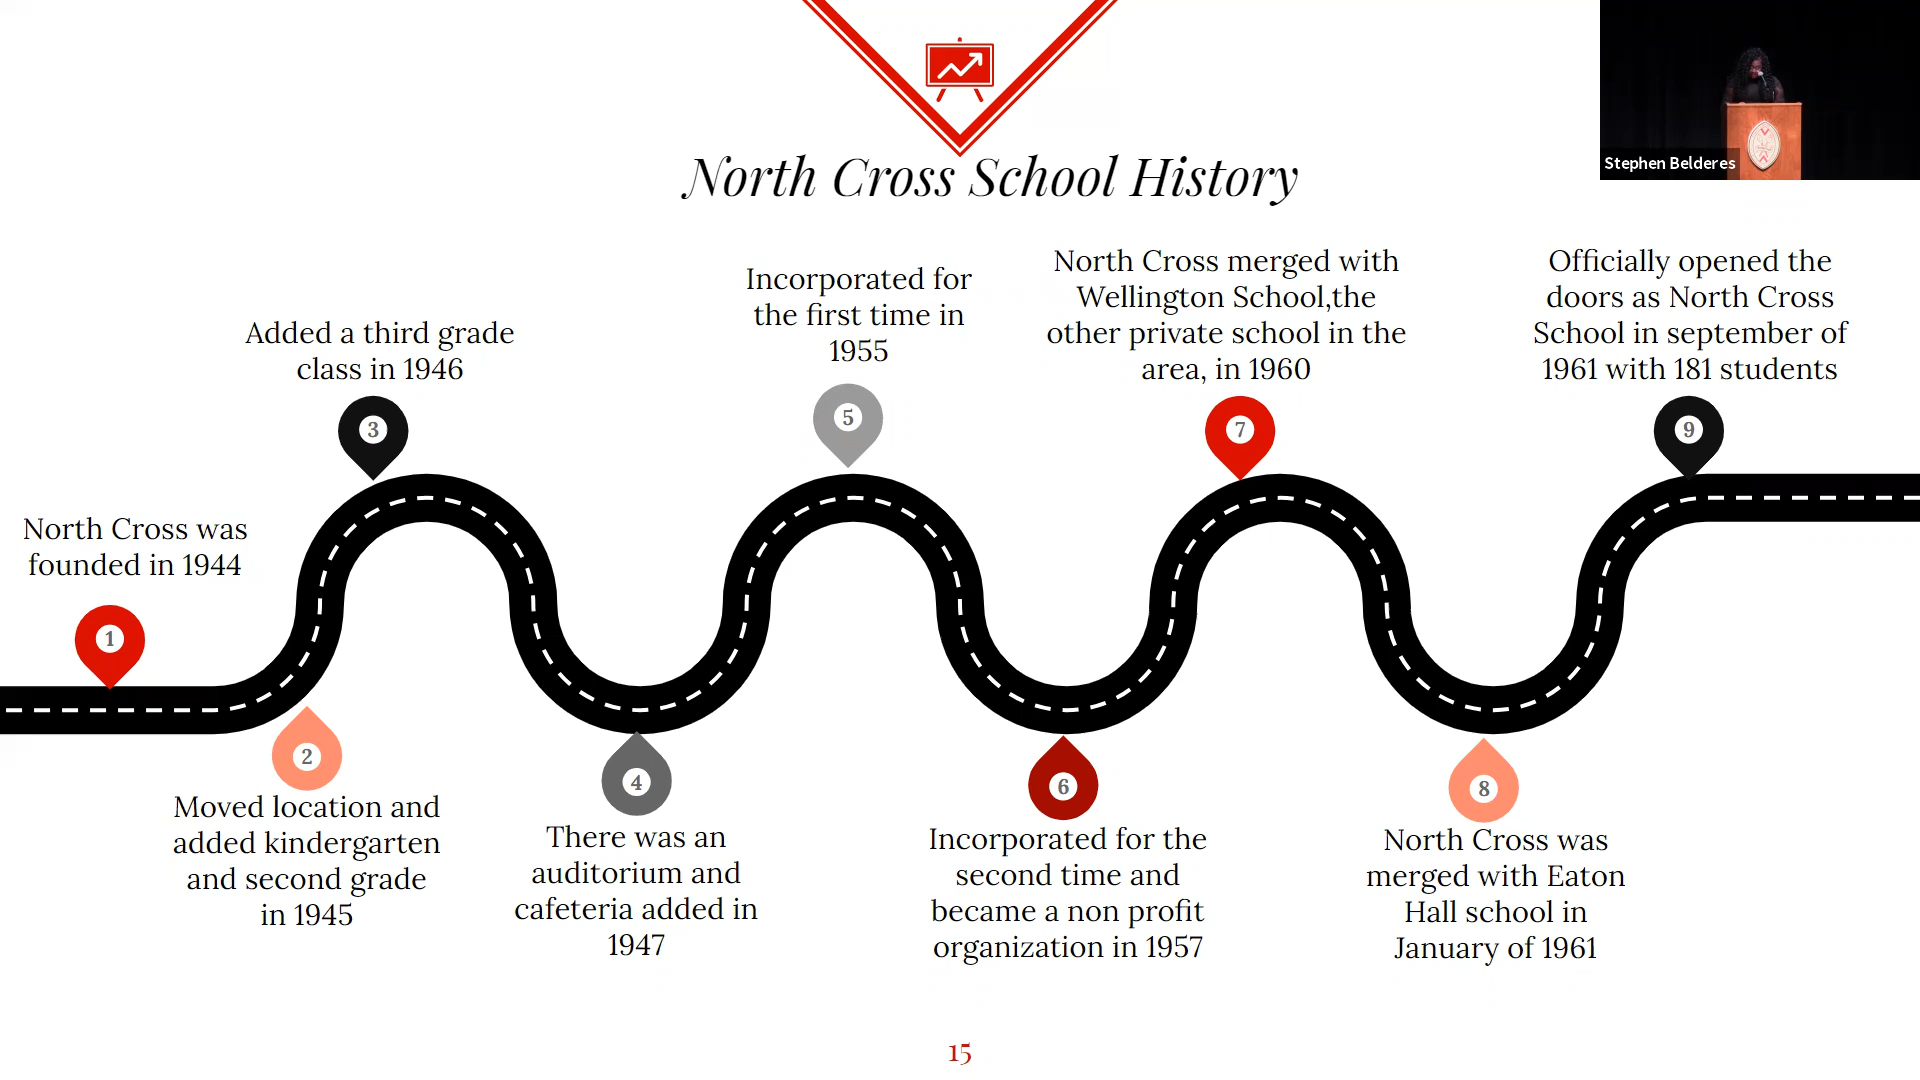 North Cross School History
Stephen Belderes
North Cross was
founded in 1944
1
2
Moved location and
added kindergarten
and second grade
in 1945
Added a third grade
class in 1946
3
4
There was an
auditorium and
cafeteria added in
1947
Incorporated for
the first time in
1955
5
6
Incorporated for the
second time and
became a non profit
organization in 1957
North Cross merged with
Wellington School,the
other private school in the
area, in 1960
7
8
North Cross was
merged with Eaton
Hall school in
January of 1961
Officially opened the
doors as North Cross
School in september of
1961 with 181 students
9
15